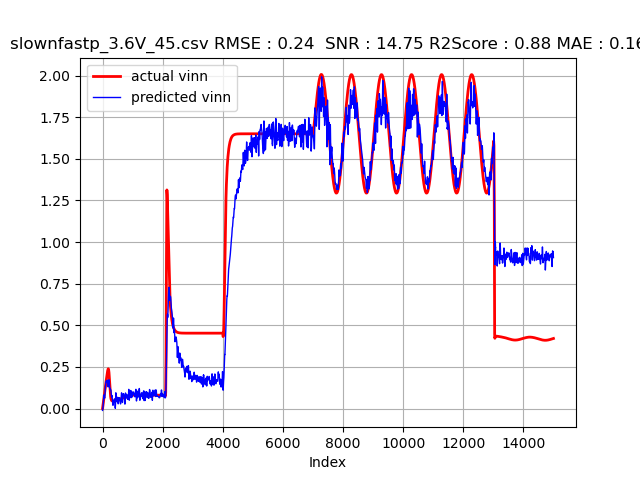 slownfastp_3.6V_45.csv RMSE : 0.24  SNR : 14.75 R2Score : 0.88 MAE : 0.16
actual vinn
predicted vinn
2.00
1.75
1.50
1.25
1.00
0.75
0.50
0.25
0.00
0 2000 4000 6000 8000 10000 12000 14000
Index